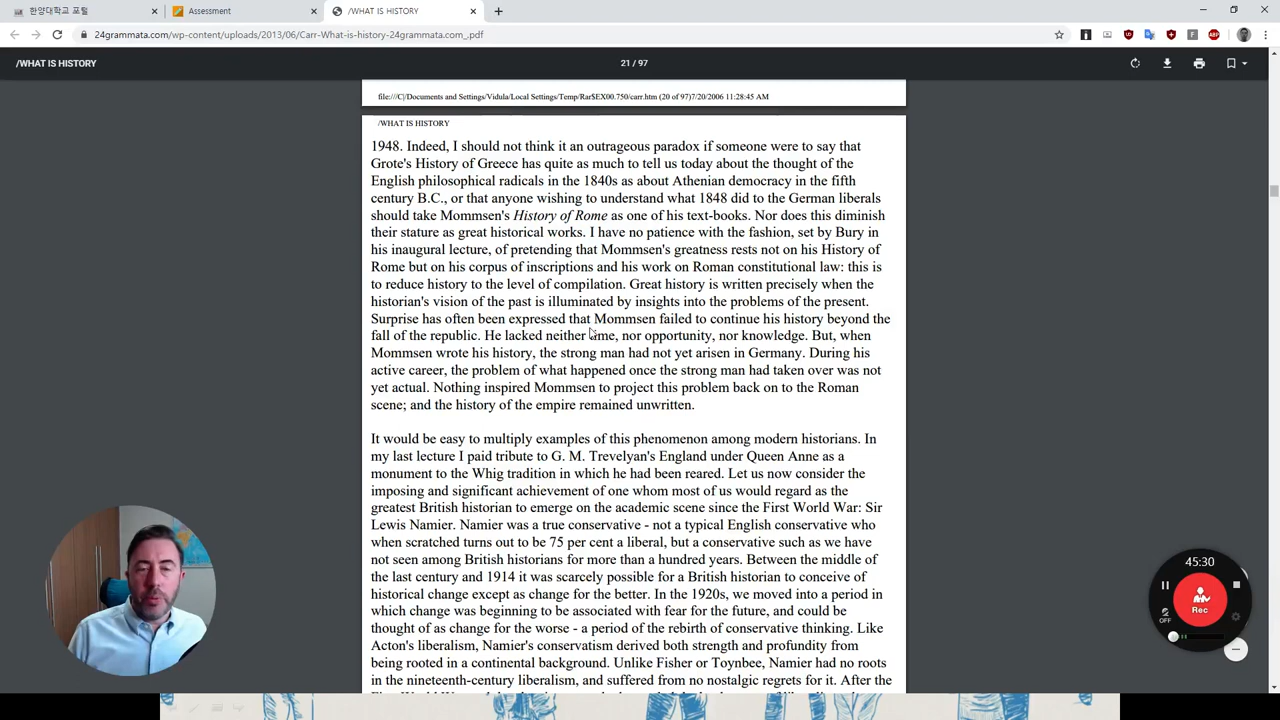 한양대학교 포털
Assessment
/WHAT IS HISTORY
24grammata.com/wp-content/uploads/2013/06/Carr-What-is-history-24grammata.com_.pdf
/WHAT IS HISTORY
21 / 97
file:///C|/Documents and Settings/Vidula/Local Settings/Temp/Rar$EX00.750/carr.htm (20 of 97)7/20/2006 11:28:45 AM
/WHAT IS HISTORY
1948. Indeed, I should not think it an outrageous paradox if someone were to say that
Grote's History of Greece has quite as much to tell us today about the thought of the
English philosophical radicals in the 1840s as about Athenian democracy in the fifth
century B.C., or that anyone wishing to understand what 1848 did to the German liberals
should take Mommsen's History of Rome as one of his text-books. Nor does this diminish
their stature as great historical works. I have no patience with the fashion, set by Bury in
his inaugural lecture, of pretending that Mommsen's greatness rests not on his History of
Rome but on his corpus of inscriptions and his work on Roman constitutional law: this is
to reduce history to the level of compilation. Great history is written precisely when the
historian's vision of the past is illuminated by insights into the problems of the present.
Surprise has often been expressed that Mommsen failed to continue his history beyond the
fall of the republic. He lacked neither time, nor opportunity, nor knowledge. But, when
Mommsen wrote his history, the strong man had not yet arisen in Germany. During his
active career, the problem of what happened once the strong man had taken over was not
yet actual. Nothing inspired Mommsen to project this problem back on to the Roman
scene; and the history of the empire remained unwritten.
It would be easy to multiply examples of this phenomenon among modern historians. In
my last lecture I paid tribute to G. M. Trevelyan's England under Queen Anne as a
monument to the Whig tradition in which he had been reared. Let us now consider the
imposing and significant achievement of one whom most of us would regard as the
greatest British historian to emerge on the academic scene since the First World War: Sir
Lewis Namier. Namier was a true conservative - not a typical English conservative who
when scratched turns out to be 75 per cent a liberal, but a conservative such as we have
not seen among British historians for more than a hundred years. Between the middle of
the last century and 1914 it was scarcely possible for a British historian to conceive of
historical change except as change for the better. In the 1920s, we moved into a period in
which change was beginning to be associated with fear for the future, and could be
thought of as change for the worse - a period of the rebirth of conservative thinking. Like
Acton's liberalism, Namier's conservatism derived both strength and profundity from
being rooted in a continental background. Unlike Fisher or Toynbee, Namier had no roots
in the nineteenth-century liberalism, and suffered from no nostalgic regrets for it. After the
45:30
Rec
OFF